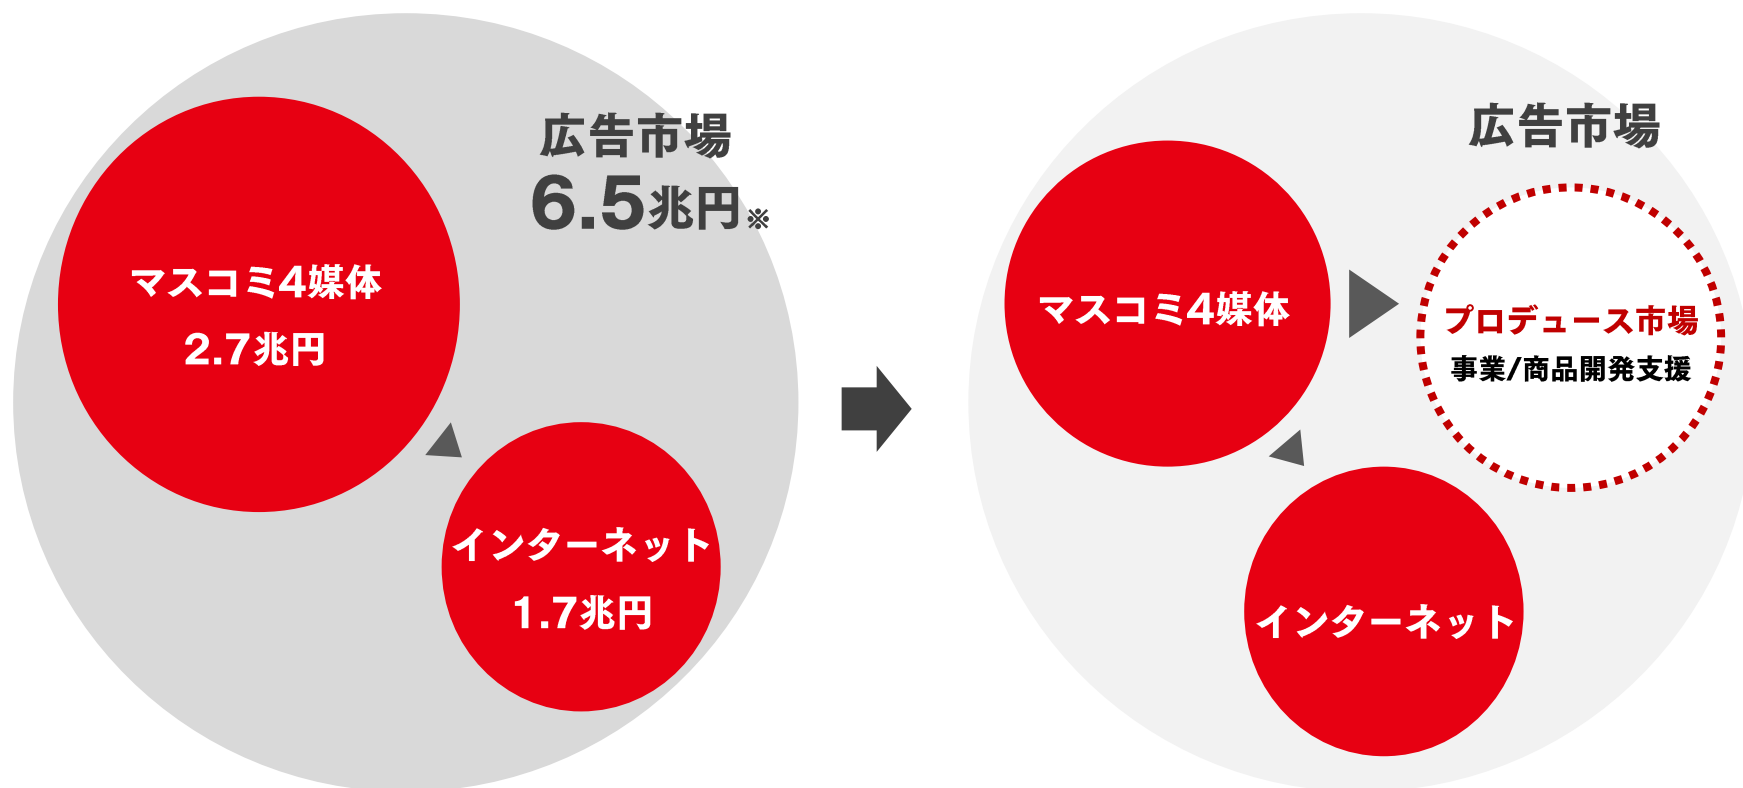 広告市場
6.5兆円※
マスコミ4媒体
2.7兆円
インターネット
1.7兆円
広告市場
マスコミ4媒体
プロデュース市場
事業/商品開発支援
インターネット